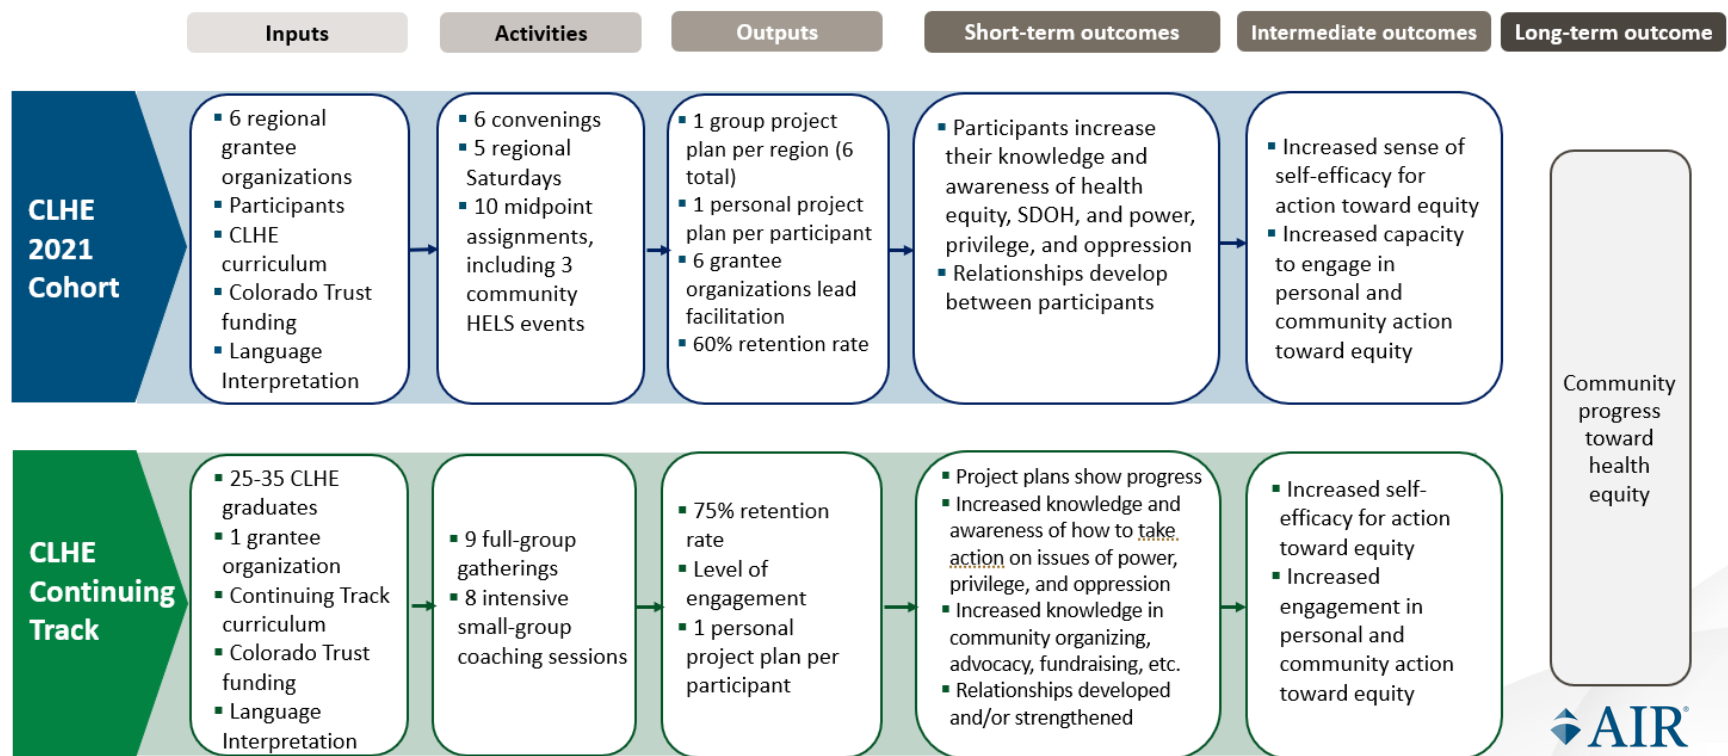 Inputs
Activities
Outputs
Short-term outcomes
Intermediate outcomes
Long-term outcome
CLHE
2021
Cohort
▪ 6 regional
grantee
organizations
▪ Participants
▪ CLHE
curriculum
▪ Colorado Trust
funding
▪ Language
Interpretation
▪ 6 convenings
▪ 5 regional
Saturdays
▪ 10 midpoint
assignments,
including 3
community
HELS events
▪ 1 group project
plan per region (6
total)
▪ 1 personal project
plan per participant
▪ 6 grantee
organizations lead
facilitation
▪ 60% retention rate
▪ Participants increase
their knowledge and
awareness of health
equity, SDOH, and power,
privilege, and oppression
▪ Relationships develop
between participants
▪ Increased sense of
self-efficacy for
action toward equity
▪ Increased capacity
to engage in
personal and
community action
toward equity
CLHE
Continuing
Track
▪ 25-35 CLHE
graduates
▪ 1 grantee
organization
▪ Continuing Track
curriculum
▪ Colorado Trust
funding
▪ Language
Interpretation
▪ 9 full-group
gatherings
▪ 8 intensive
small-group
coaching sessions
▪ 75% retention
rate
▪ Level of
engagement
▪ 1 personal
project plan per
participant
▪ Project plans show progress
▪ Increased knowledge and
awareness of how to take
action on issues of power,
privilege, and oppression
▪ Increased knowledge in
community organizing,
advocacy, fundraising, etc.
▪ Relationships developed
and/or strengthened
▪ Increased self-
efficacy for action
toward equity
▪ Increased
engagement in
personal and
community action
toward equity
Community
progress
toward
health
equity
AIR®